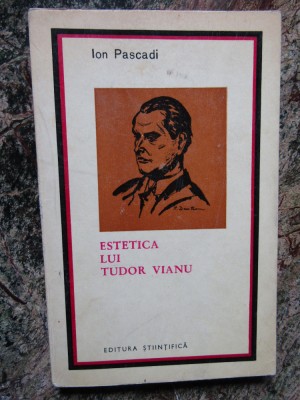 Ion Pascadi
ESTETICA
LUI
TUDOR VIANU
EDITURA ȘTIINȚIFICĂ